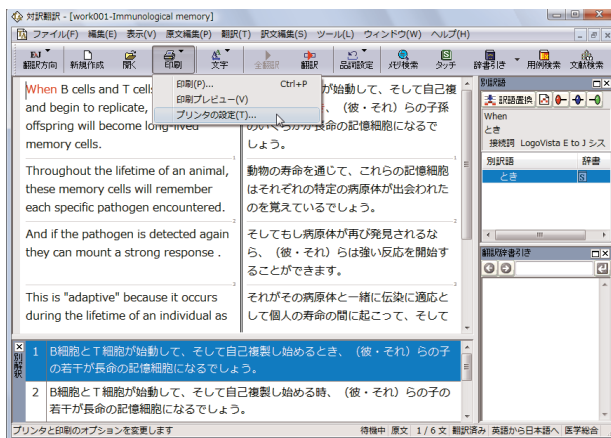 対訳翻訳 - [work001-Immunological memory]
ファイル(F) 編集(E) 表示(V) 原文編集(P) 翻訳(T) 訳文編集(S) ツール(L) ウィンドウ(W) ヘルプ(H)
EtoJ
翻訳方向 新規作成 開く 印刷 文字 全翻訳 翻訳 品詞設定 メモリ検索 タッチ 辞書引き 用例検索 文献検索
印刷(P)... Ctrl+P
印刷プレビュー(V)
プリンタの設定(T)...
When B cells and T cell
and begin to replicate,
offspring will become long-lived
memory cells.
が始動して、そして自己複
、(彼・それ)らの子孫
長命の記憶細胞になるで
しょう。
1
1
Throughout the lifetime of an animal,
these memory cells will remember
each specific pathogen encountered.
動物の寿命を通じて、これらの記憶細胞
はそれぞれの特定の病原体が出会われた
のを覚えているでしょう。
2
2
And if the pathogen is detected again
they can mount a strong response .
そしてもし病原体が再び発見されるな
ら、(彼・それ)らは強い反応を開始す
ることができます。
This is "adaptive" because it occurs
during the lifetime of an individual as
それがその病原体と一緒に伝染に適応と
して個人の寿命の間に起こって、そして
別訳語
訳語置換
When
とき
接続詞 LogoVista E to J シス
別訳語 辞書
とき S
翻訳辞書引き
別解釈
1 B細胞とT細胞が始動して、そして自己複製し始めるとき、(彼・それ)らの子
の若干が長命の記憶細胞になるでしょう。
2 B細胞とT細胞が始動して、そして自己複製し始める時、(彼・それ)らの子の
若干が長命の記憶細胞になるでしょう。
プリンタと印刷のオプションを変更します 待機中 原文 1/6文 翻訳済み 英語から日本語へ 医学総合